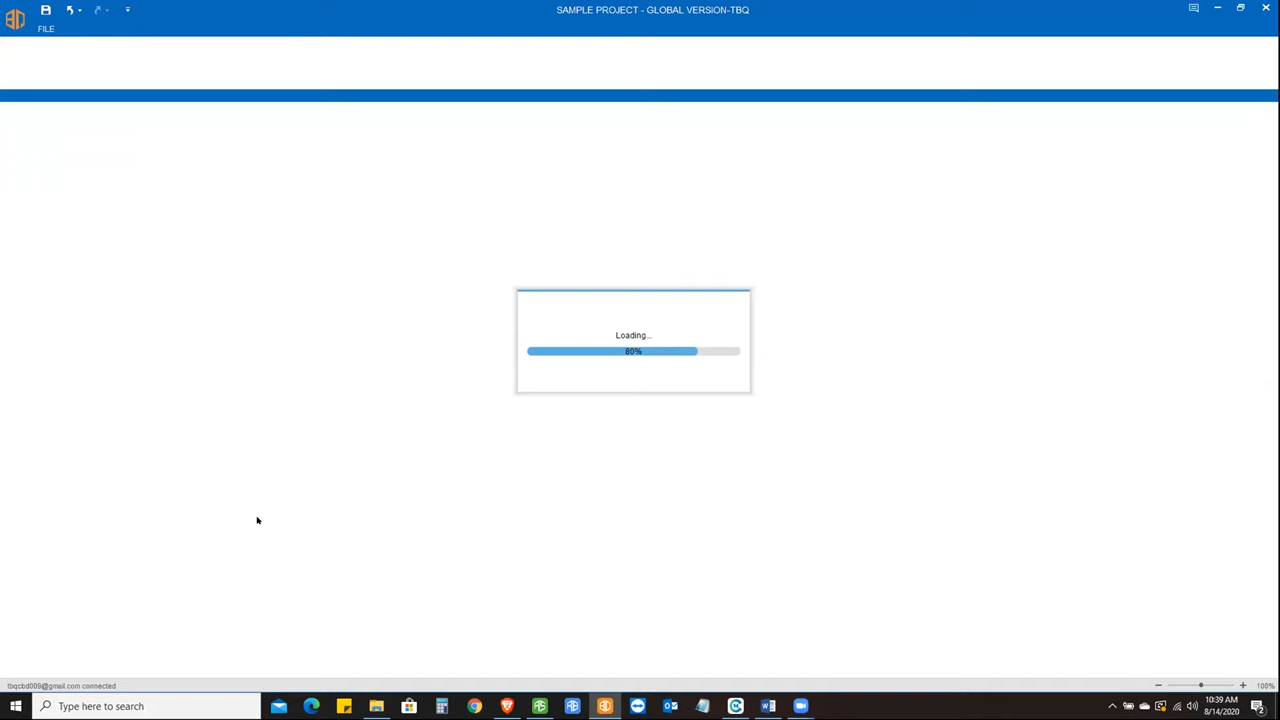 SAMPLE PROJECT - GLOBAL VERSION-TBQ
FILE
Loading...
80%
tbqcbd009@gmail.com connected
100%
Type here to search
10:39 AM
8/14/2020
2